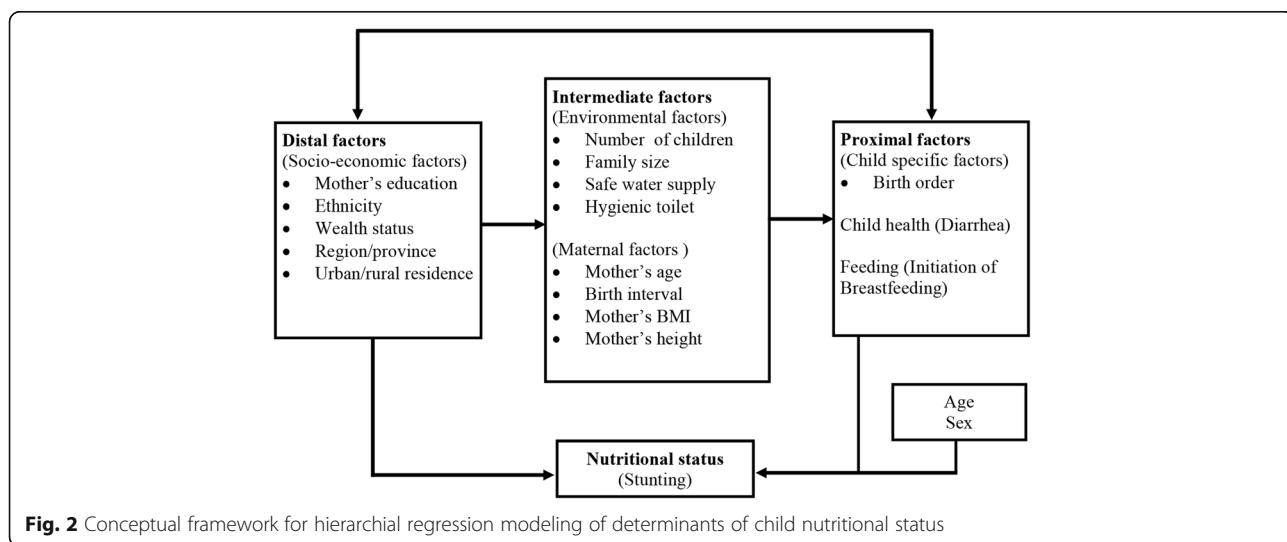 Distal factors
(Socio-economic factors)
• Mother's education
• Ethnicity
• Wealth status
• Region/province
• Urban/rural residence
Intermediate factors
(Environmental factors)
• Number of children
• Family size
• Safe water supply
• Hygienic toilet
(Maternal factors )
• Mother's age
• Birth interval
• Mother's BMI
• Mother's height
Proximal factors
(Child specific factors)
• Birth order
Child health (Diarrhea)
Feeding (Initiation of
Breastfeeding)
Age
Sex
Nutritional status
(Stunting)
Fig. 2 Conceptual framework for hierarchial regression modeling of determinants of child nutritional status